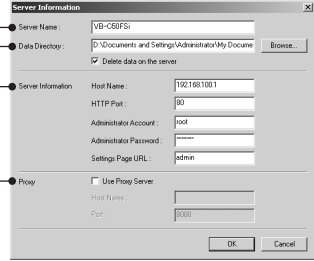 Server Information
Server Name : VB-C50FSi
Data Directory : D:\Documents and Settings\Administrator\My Docume Browse...
Delete data on the server
Server Information Host Name : 192.168.100.1
HTTP Port : 80
Administrator Account : root
Administrator Password : ********
Settings Page URL : admin
Proxy Use Proxy Server
Host Name :
Port : 8080
OK Cancel